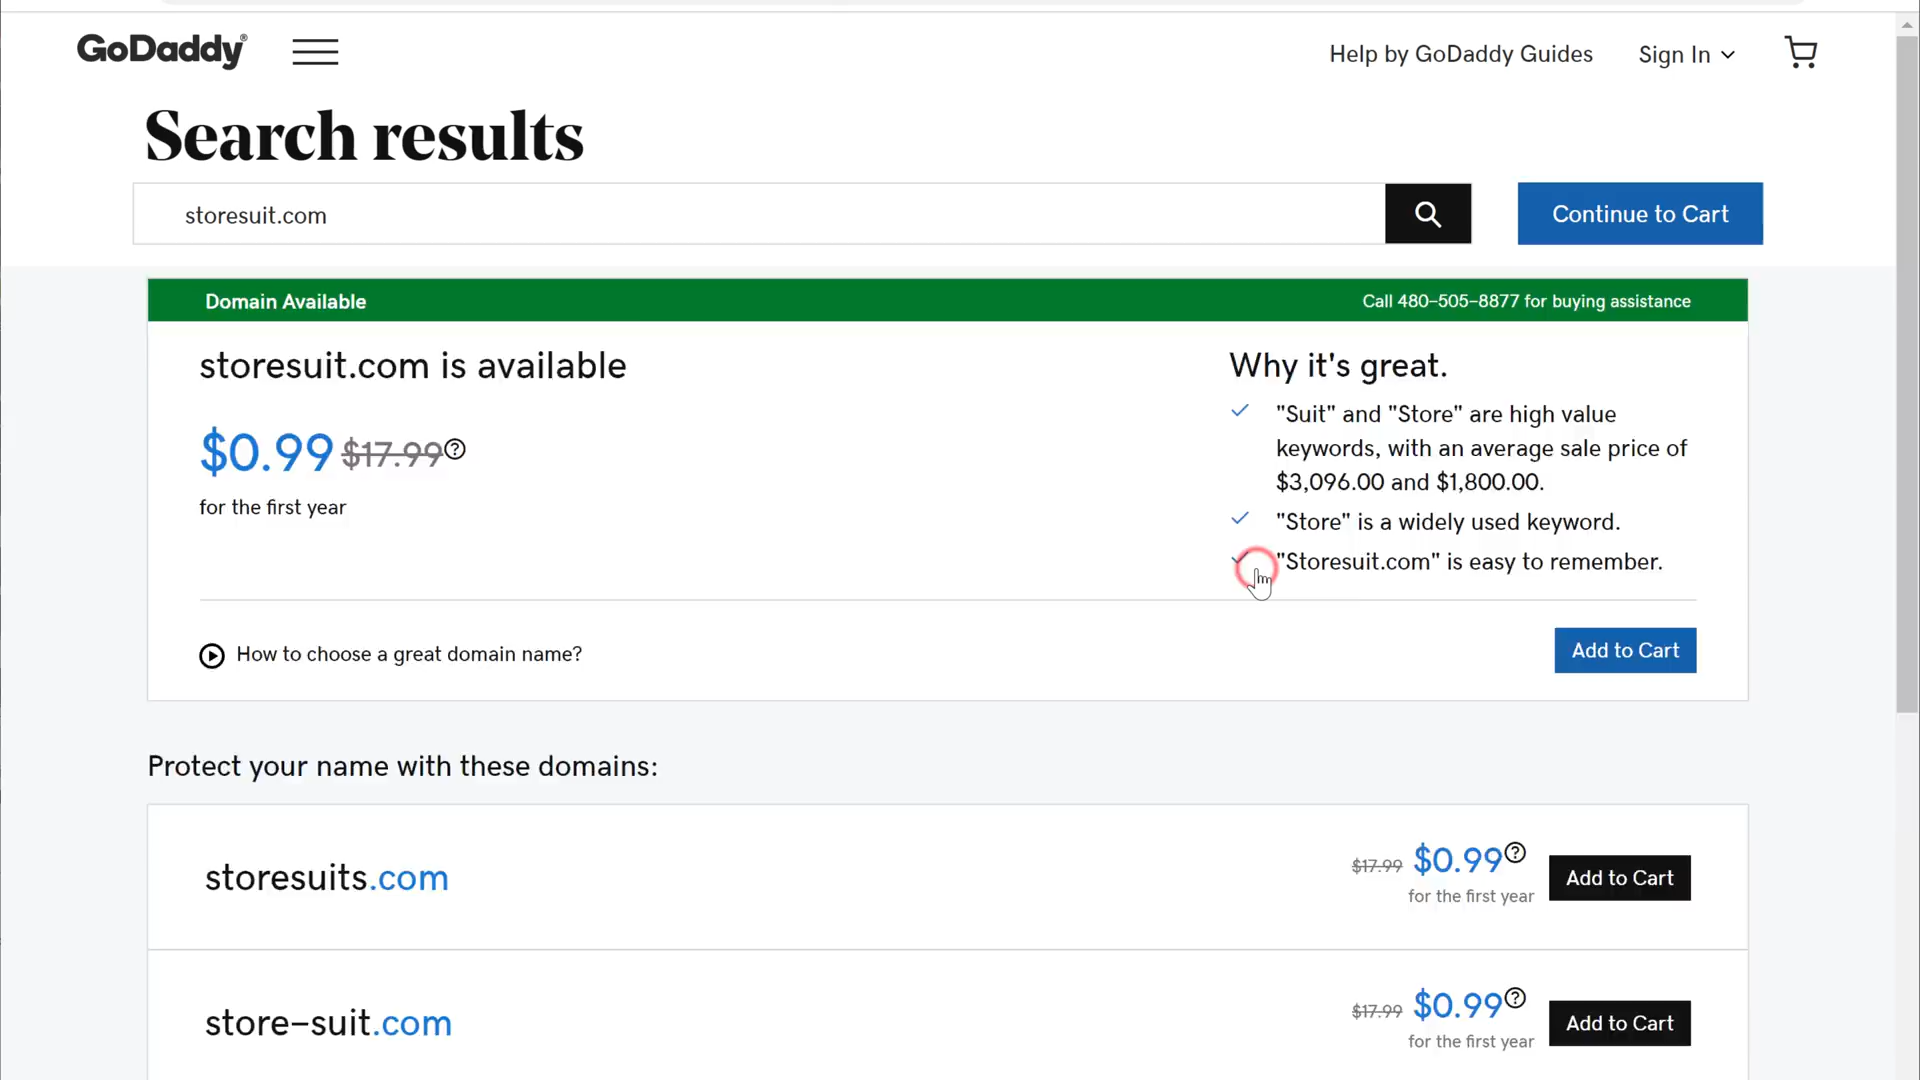 GoDaddy®
Help by GoDaddy Guides
Sign In
Search results
storesuit.com
Continue to Cart
Domain Available
Call 480-505-8877 for buying assistance
storesuit.com is available
$0.99 $17.99
for the first year
Why it's great.
"Suit" and "Store" are high value
keywords, with an average sale price of
$3,096.00 and $1,800.00.
"Store" is a widely used keyword.
"Storesuit.com" is easy to remember.
How to choose a great domain name?
Add to Cart
Protect your name with these domains:
storesuits.com
$17.99 $0.99
for the first year
Add to Cart
store-suit.com
$17.99 $0.99
for the first year
Add to Cart